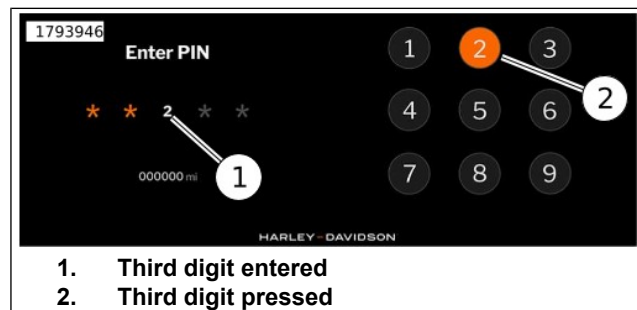 1793946
Enter PIN
* * 2 * *
000000 mi
1 2 3
4 5 6
7 8 9
1
2
HARLEY-DAVIDSON
1. Third digit entered
2. Third digit pressed